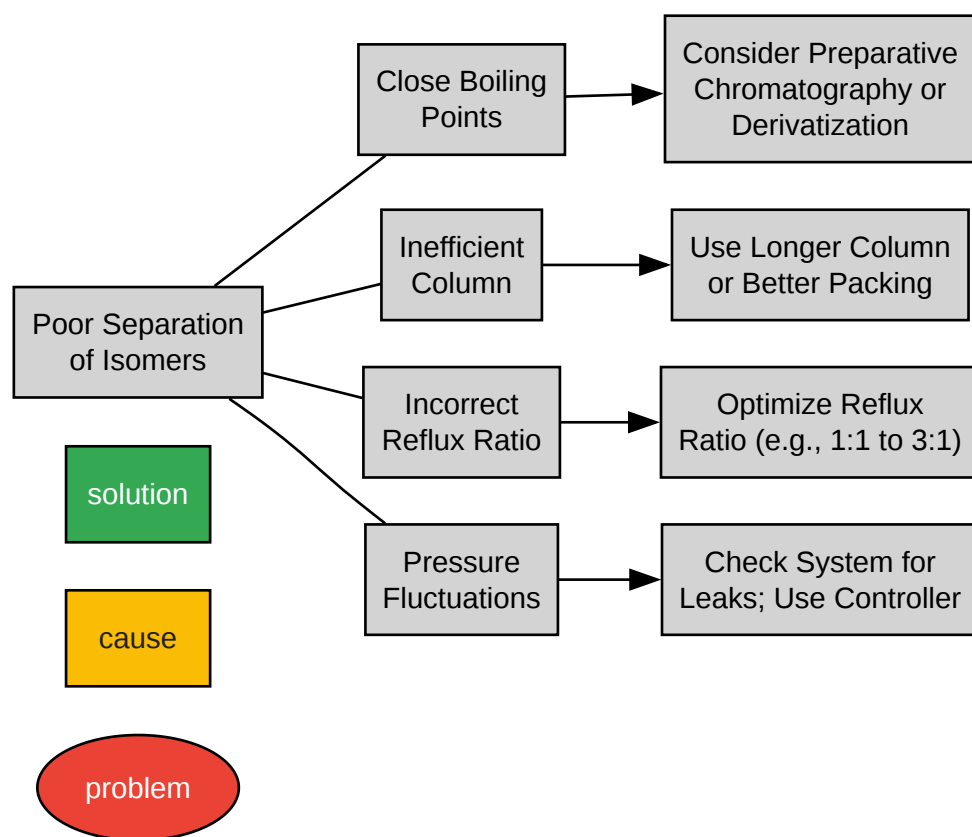 Close Boiling
Points
Consider Preparative
Chromatography or
Derivatization
Inefficient
Column
Use Longer Column
or Better Packing
Poor Separation
of Isomers
Incorrect
Reflux Ratio
Optimize Reflux
Ratio (e.g., 1:1 to 3:1)
Pressure
Fluctuations
Check System for
Leaks; Use Controller
solution
cause
problem